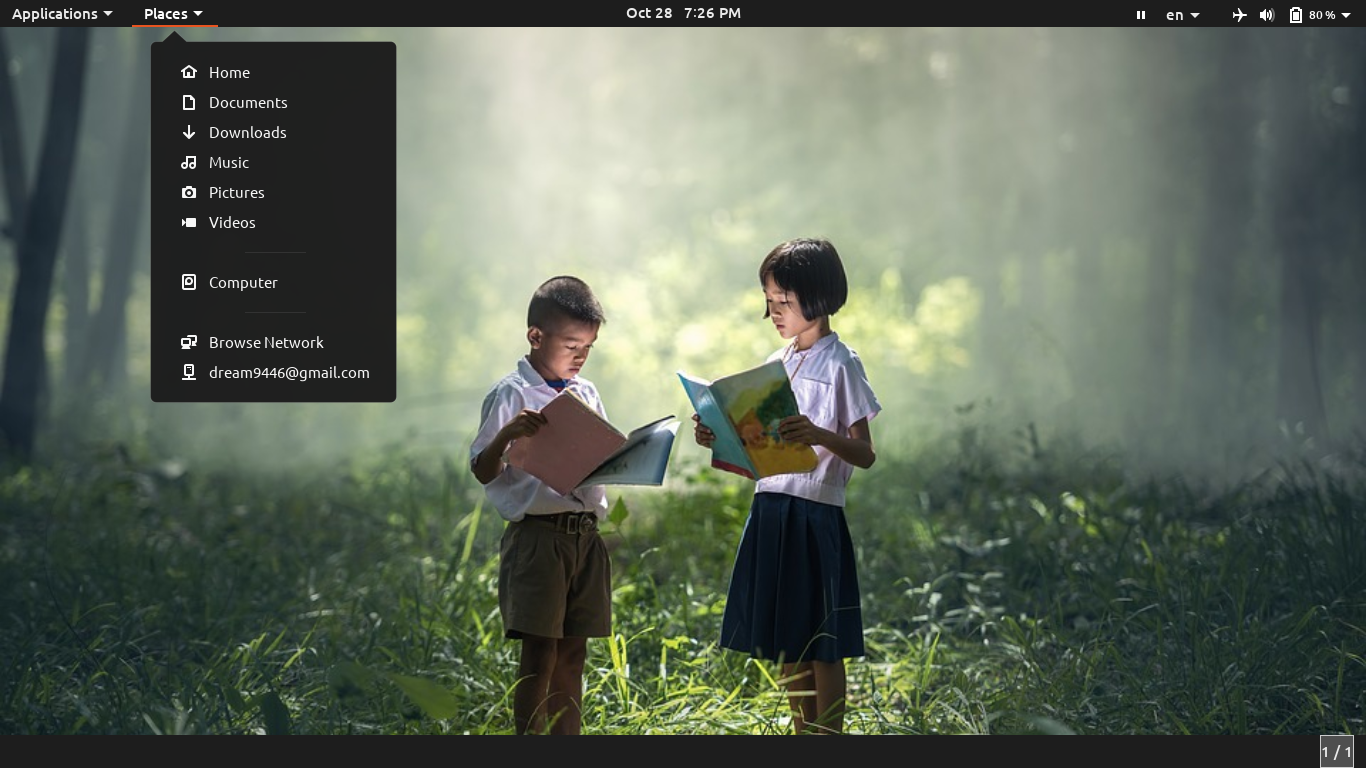 Applications Places Oct 28 7:26 PM en 80 %
Home
Documents
Downloads
Music
Pictures
Videos
Computer
Browse Network
dream9446@gmail.com
1 / 1